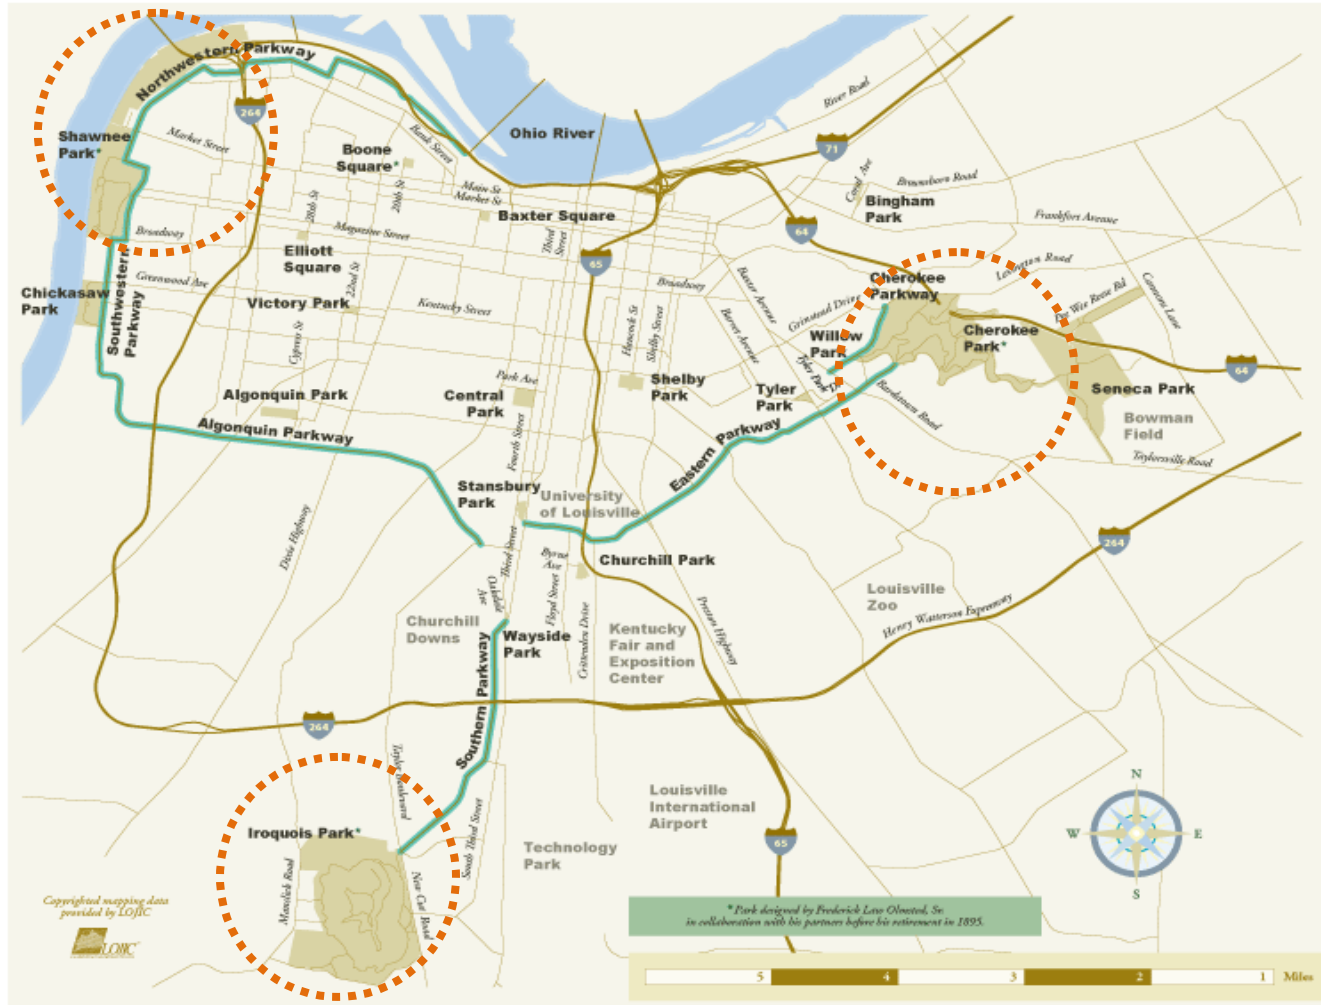 Northwestern Parkway
264
Shawnee
Park*
Market Street
Boone
Square*
Bank Street
Ohio River
River Road
71
Main St
Market St
Baxter Square
28th St
20th St
Broadway
Magazine Street
Elliott
Square
22nd St
Third
Street
65
Bingham
Park
Brownsboro Road
Frankfort Avenue
64
Chickasaw
Park
Southwestern
Parkway
Greenwood Ave
Victory Park
Kentucky Street
Cypress St
Broadway
Baxter Avenue
Barret Avenue
Hancock St
Shelby Street
Grinstead Drive
Cherokee
Parkway
Lexington Road
Pee Wee Reese Rd
Cannons Lane
Willow
Park
Cherokee
Park*
64
Seneca Park
Bowman
Field
Taylorsville Road
Bardstown Road
Algonquin Park
Algonquin Parkway
Park Ave
Central
Park
Fourth Street
Shelby
Park
Tyler
Park
Eastern Parkway
Stansbury
Park
University
of Louisville
Third Street
Dixie Highway
Byrne
Ave
Churchill Park
Oakdale
Ave
Floyd Street
Crittenden Drive
Preston Highway
264
Louisville
Zoo
Henry Watterson Expressway
Churchill
Downs
Wayside
Park
Kentucky
Fair and
Exposition
Center
Southern Parkway
264
Taylor Boulevard
South Third Street
Louisville
International
Airport
65
Iroquois Park*
Manslick Road
New Cut Road
Technology
Park
N
W
E
S
Copyrighted mapping data
provided by LOJIC
LOJIC
*Park designed by Frederick Law Olmsted, Sr.
in collaboration with his partners before his retirement in 1895.
5 4 3 2 1 Miles